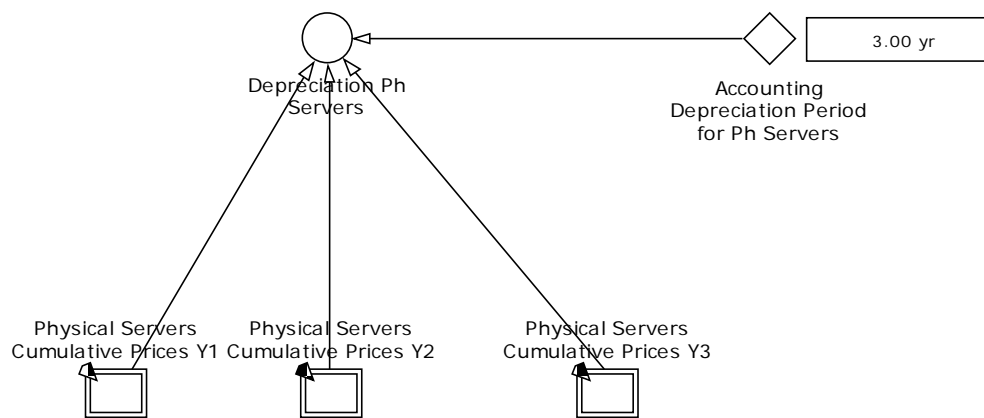 3.00 yr
Depreciation Ph
Servers
Accounting
Depreciation Period
for Ph Servers
Physical Servers
Cumulative Prices Y1
Physical Servers
Cumulative Prices Y2
Physical Servers
Cumulative Prices Y3